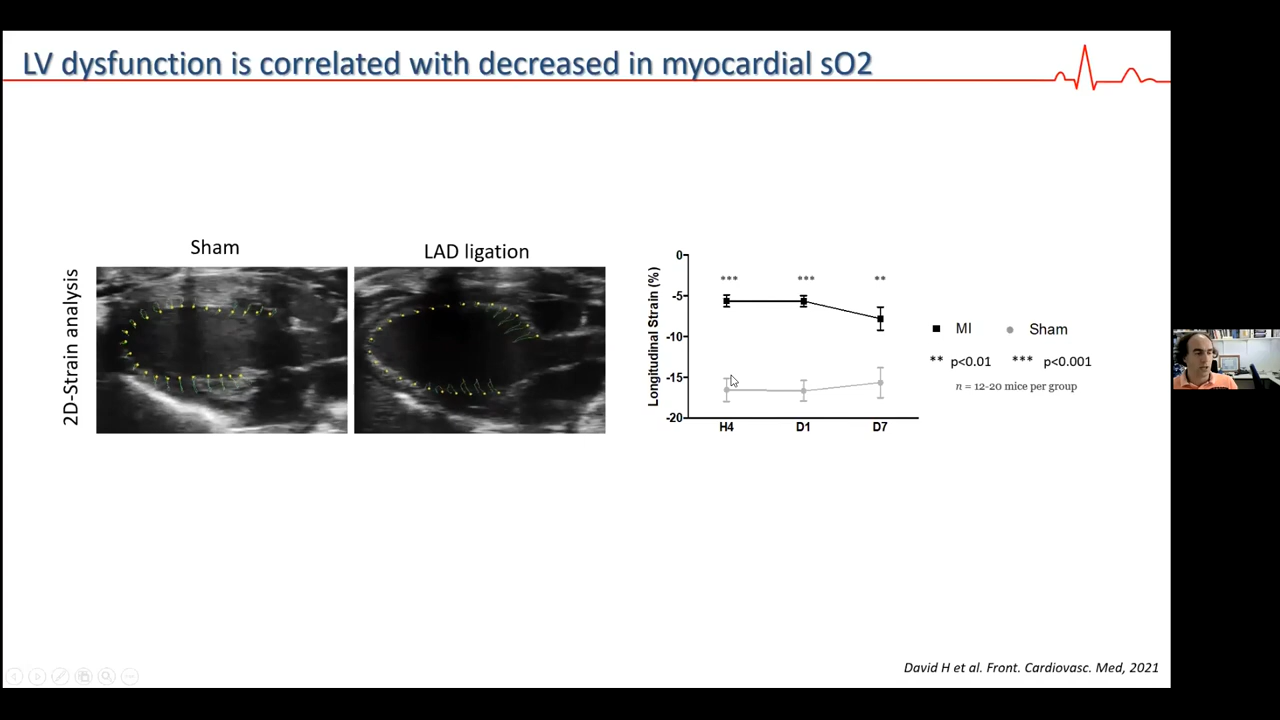 LV dysfunction is correlated with decreased in myocardial sO2
Sham
LAD ligation
2D-Strain analysis
Longitudinal Strain (%)
0
-5
-10
-15
-20
***
***
**
H4
D1
D7
MI
Sham
** p<0.01
*** p<0.001
n = 12-20 mice per group
David H et al. Front. Cardiovasc. Med, 2021